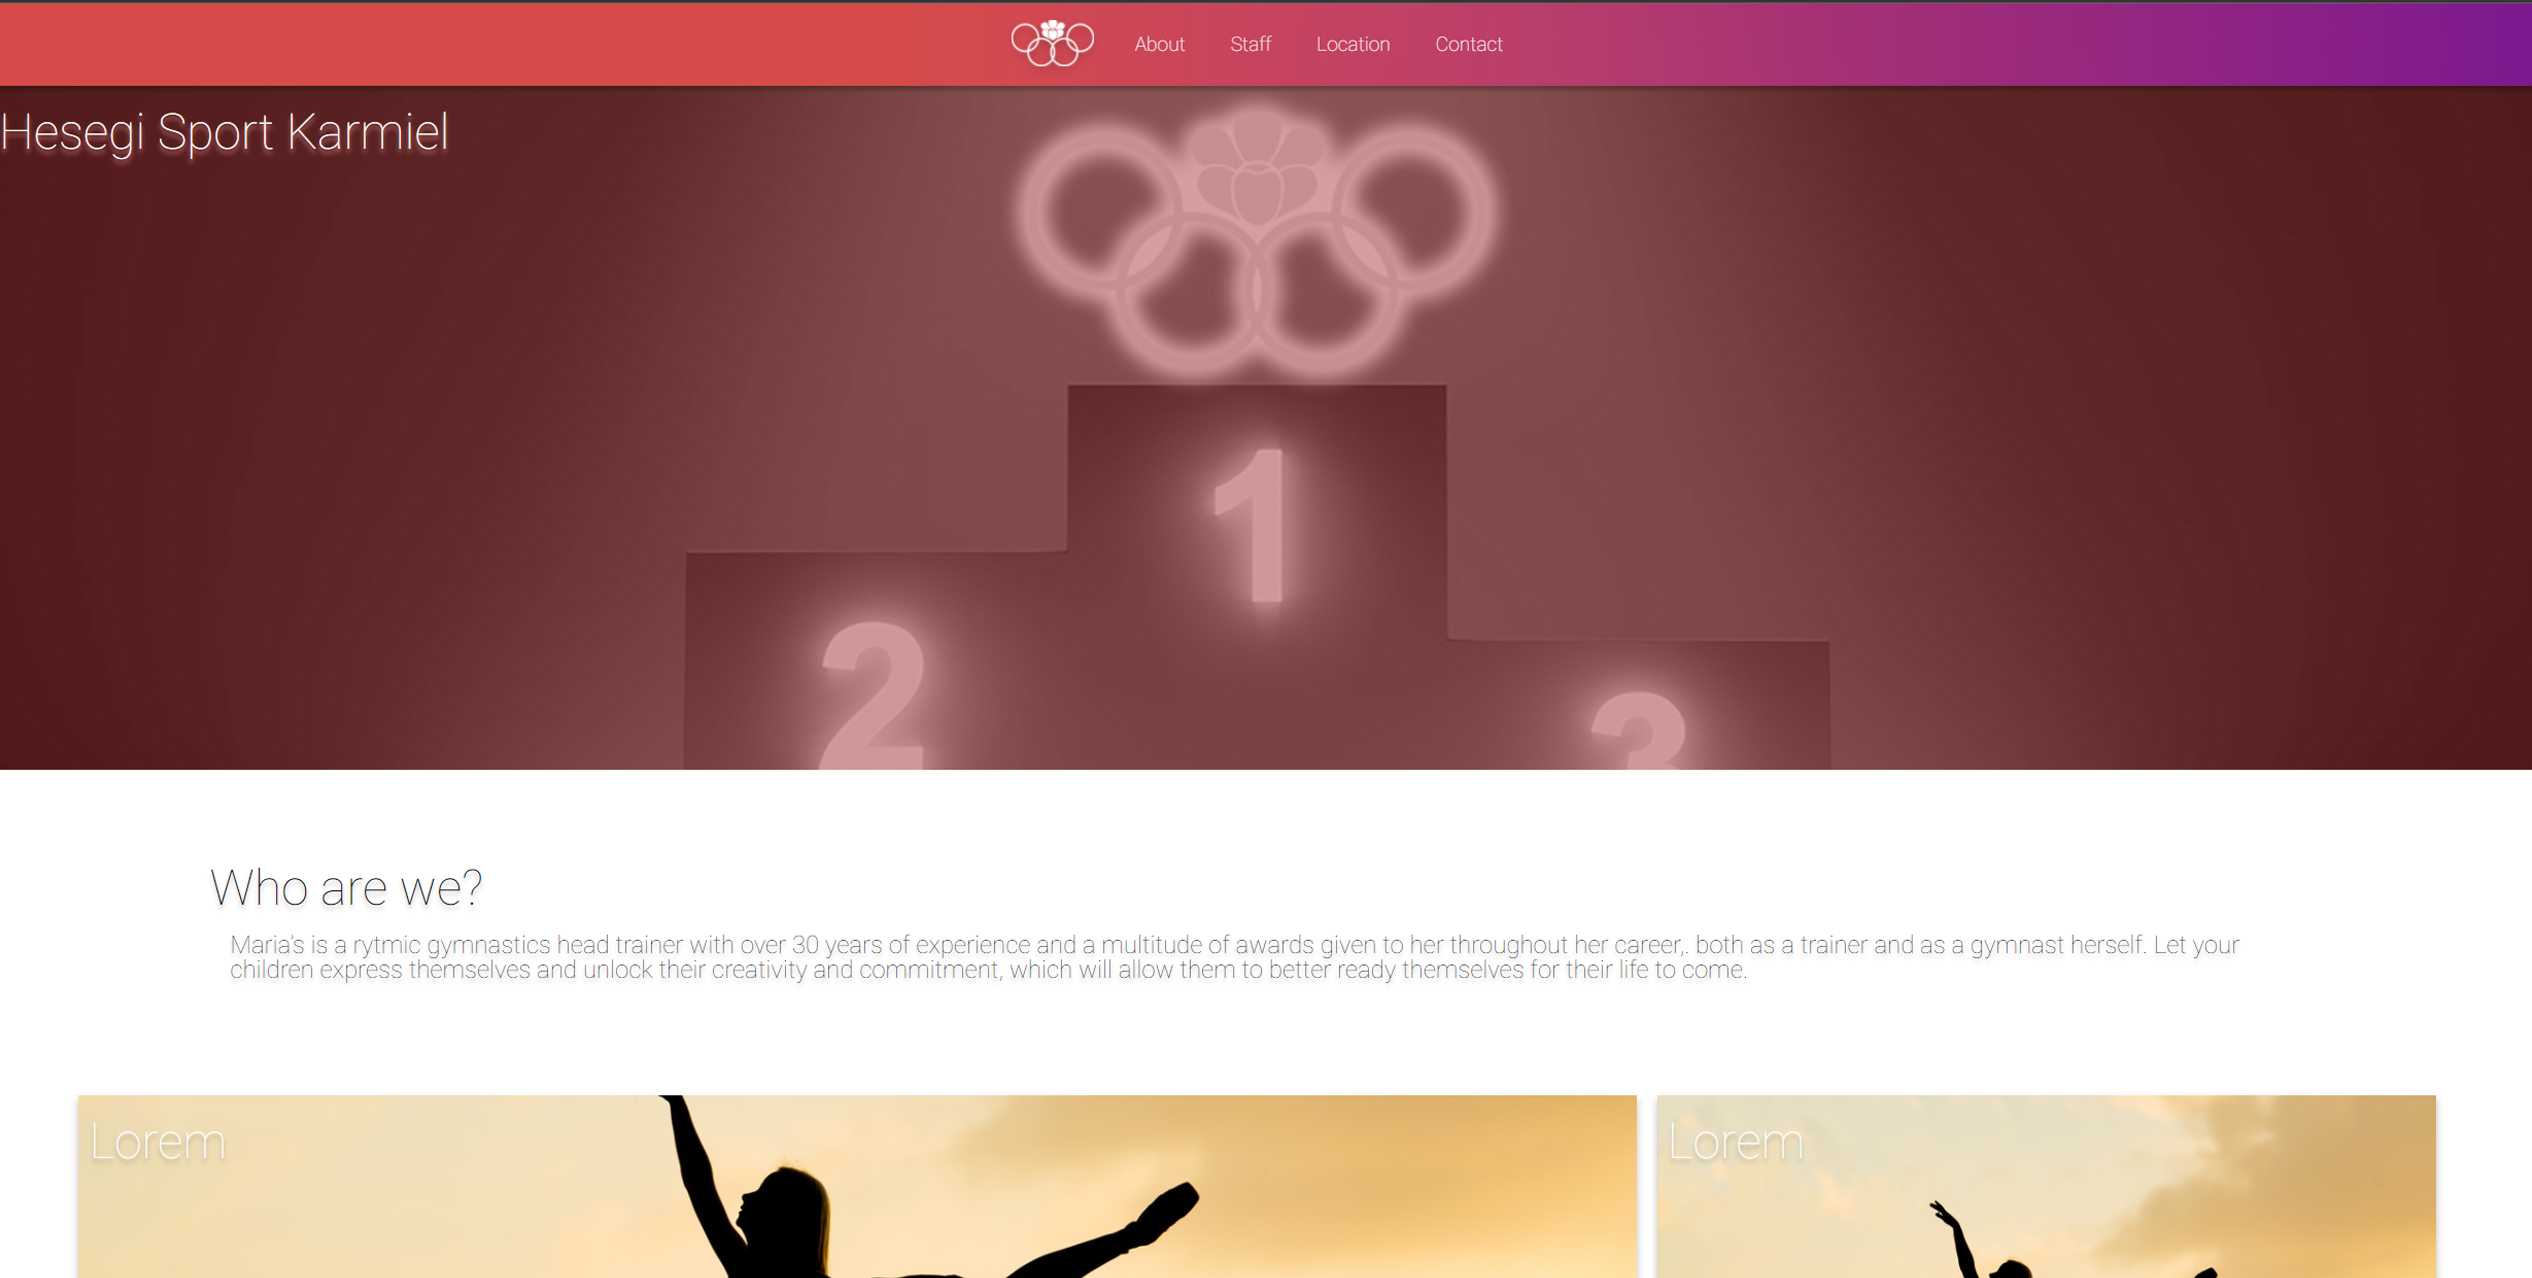 About Staff Location Contact
Hesegi Sport Karmiel
1
2
3
Who are we?
Maria's is a rytmic gymnastics head trainer with over 30 years of experience and a multitude of awards given to her throughout her career,. both as a trainer and as a gymnast herself. Let your
children express themselves and unlock their creativity and commitment, which will allow them to better ready themselves for their life to come.
Lorem
Lorem